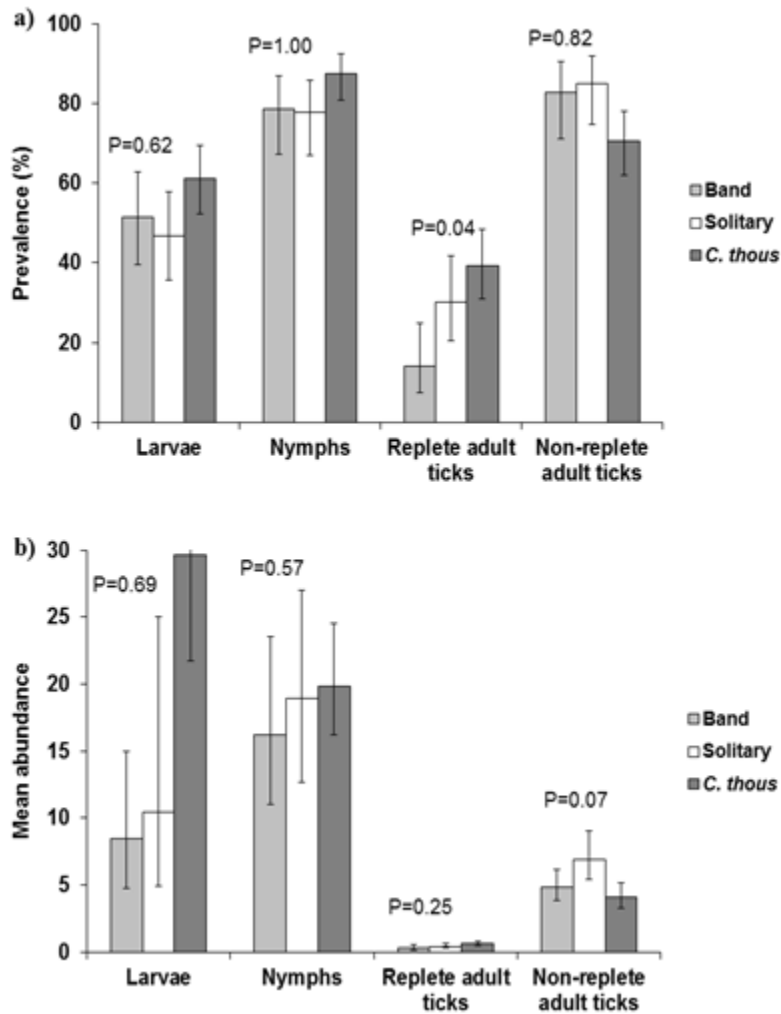 a)
100
80
60
40
20
0
Prevalence (%)
P=0.62
P=1.00
P=0.04
P=0.82
Larvae
Nymphs
Replete adult
ticks
Non-replete
adult ticks
Band
Solitary
C. thous
b)
30
25
20
15
10
5
0
Mean abundance
P=0.69
P=0.57
P=0.25
P=0.07
Larvae
Nymphs
Replete adult
ticks
Non-replete
adult ticks
Band
Solitary
C. thous